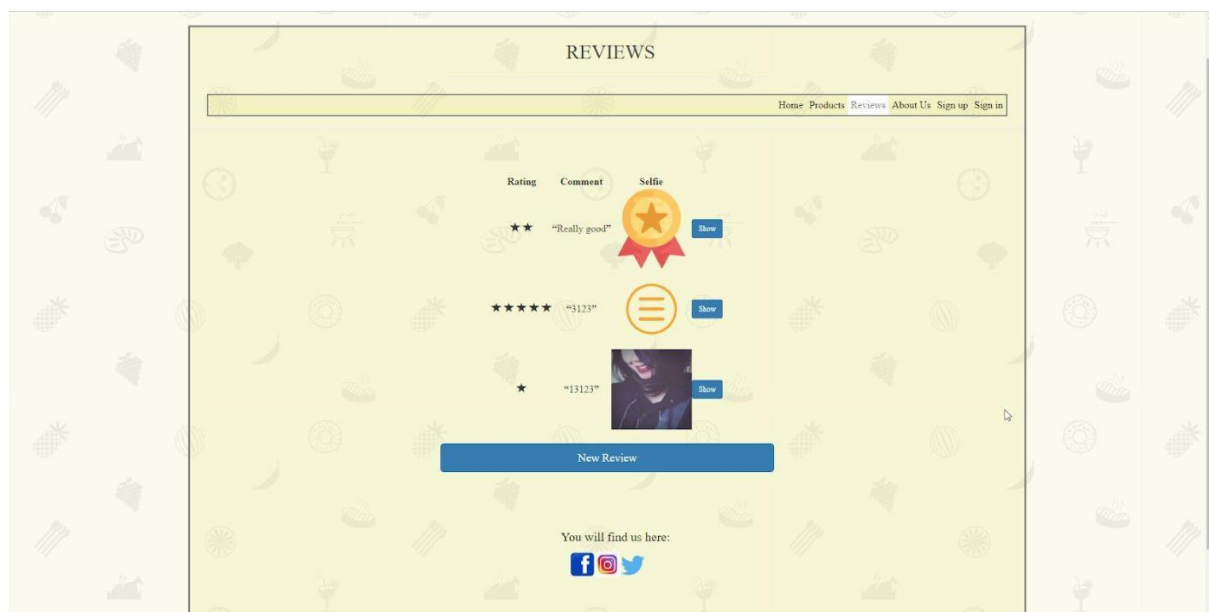 REVIEWS
Home Products Reviews About Us Sign up Sign in
Rating Comment Selfie
★★ “Really good” Show
★★★★★ “3123” Show
★ “13123” Show
New Review
You will find us here: